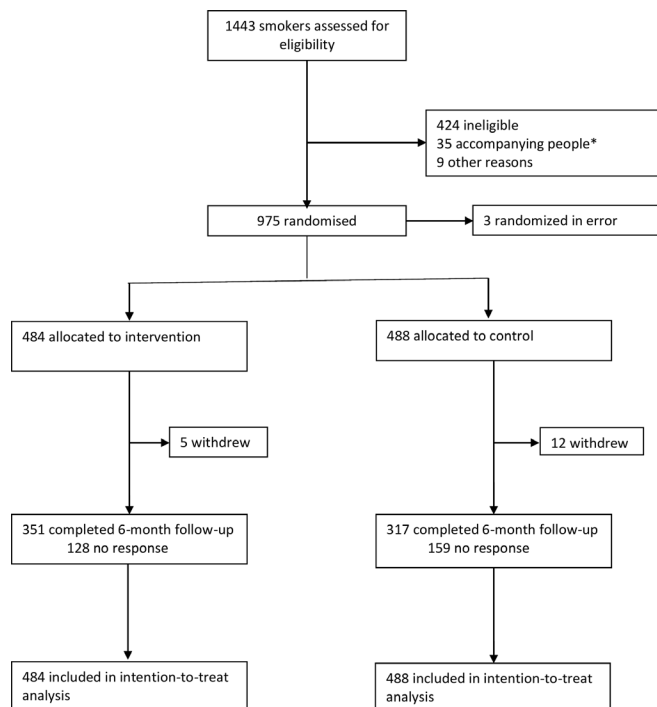 1443 smokers assessed for
eligibility
424 ineligible
35 accompanying people*
9 other reasons
975 randomised
3 randomized in error
484 allocated to intervention
488 allocated to control
5 withdrew
12 withdrew
351 completed 6-month follow-up
128 no response
317 completed 6-month follow-up
159 no response
484 included in intention-to-treat
analysis
488 included in intention-to-treat
analysis